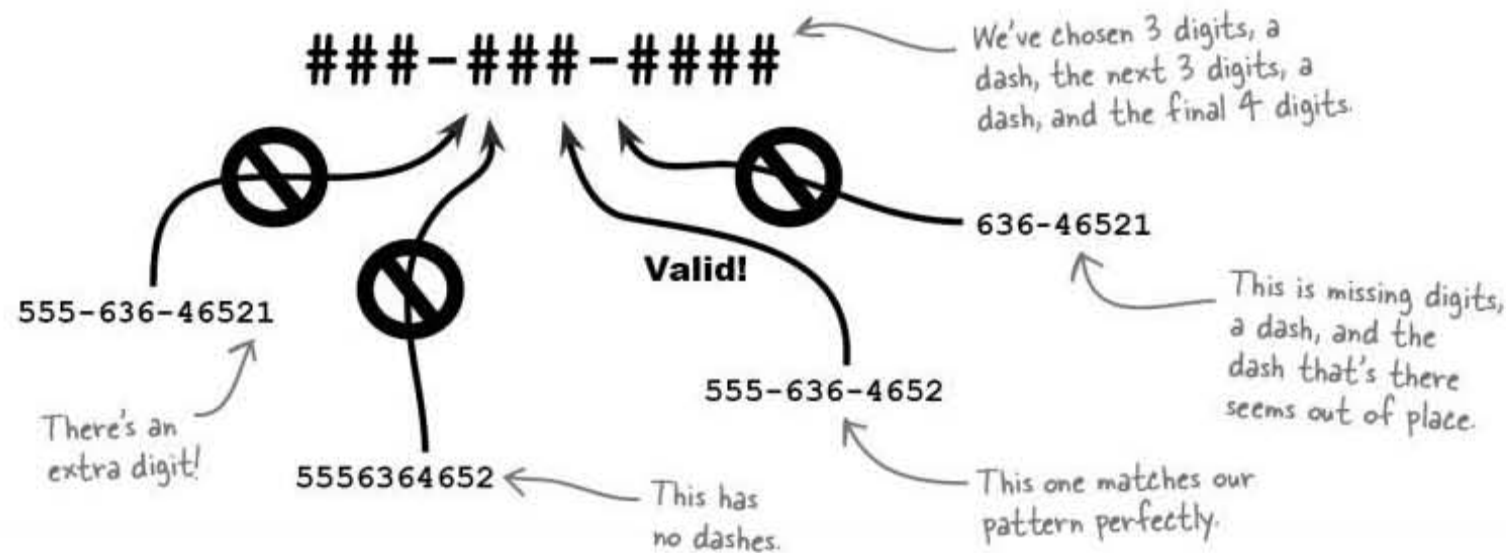 ###-###-####
We've chosen 3 digits, a
dash, the next 3 digits, a
dash, and the final 4 digits.
636-46521
Valid!
This is missing digits,
a dash, and the
dash that's there
seems out of place.
555-636-46521
There's an
extra digit!
555-636-4652
5556364652
This has
no dashes.
This one matches our
pattern perfectly.